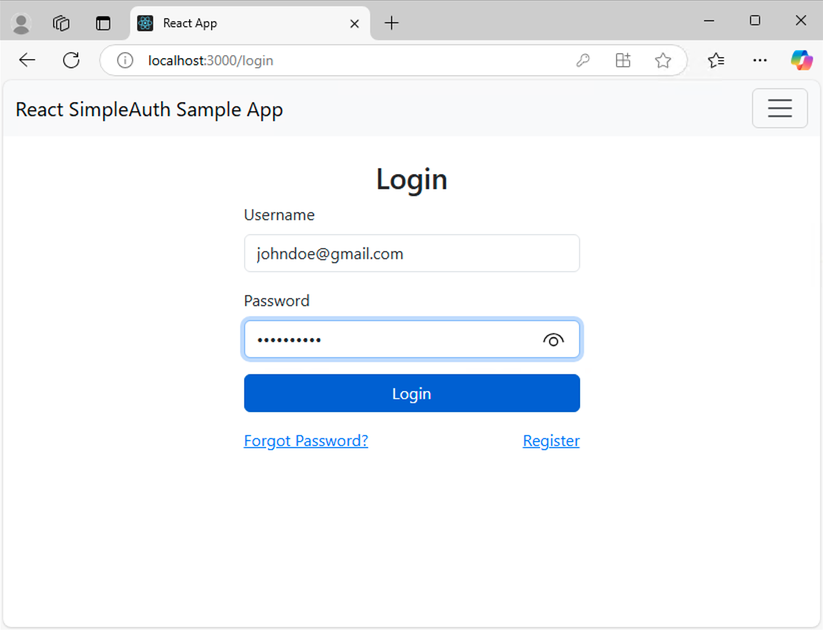 React App
localhost:3000/login
React SimpleAuth Sample App
Login
Username
johndoe@gmail.com
Password
••••••••••
Login
Forgot Password? Register